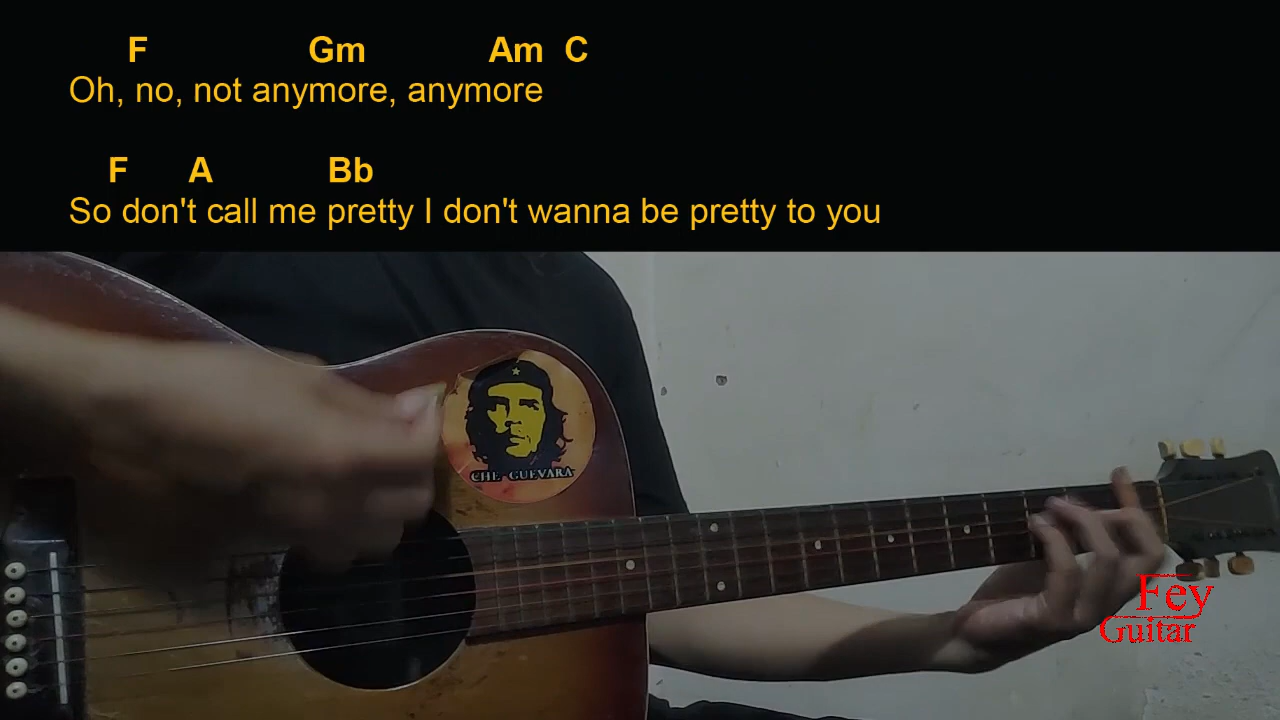 F Gm Am C
Oh, no, not anymore, anymore
F A Bb
So don't call me pretty I don't wanna be pretty to you
CHE GUEVARA
Fey
Guitar